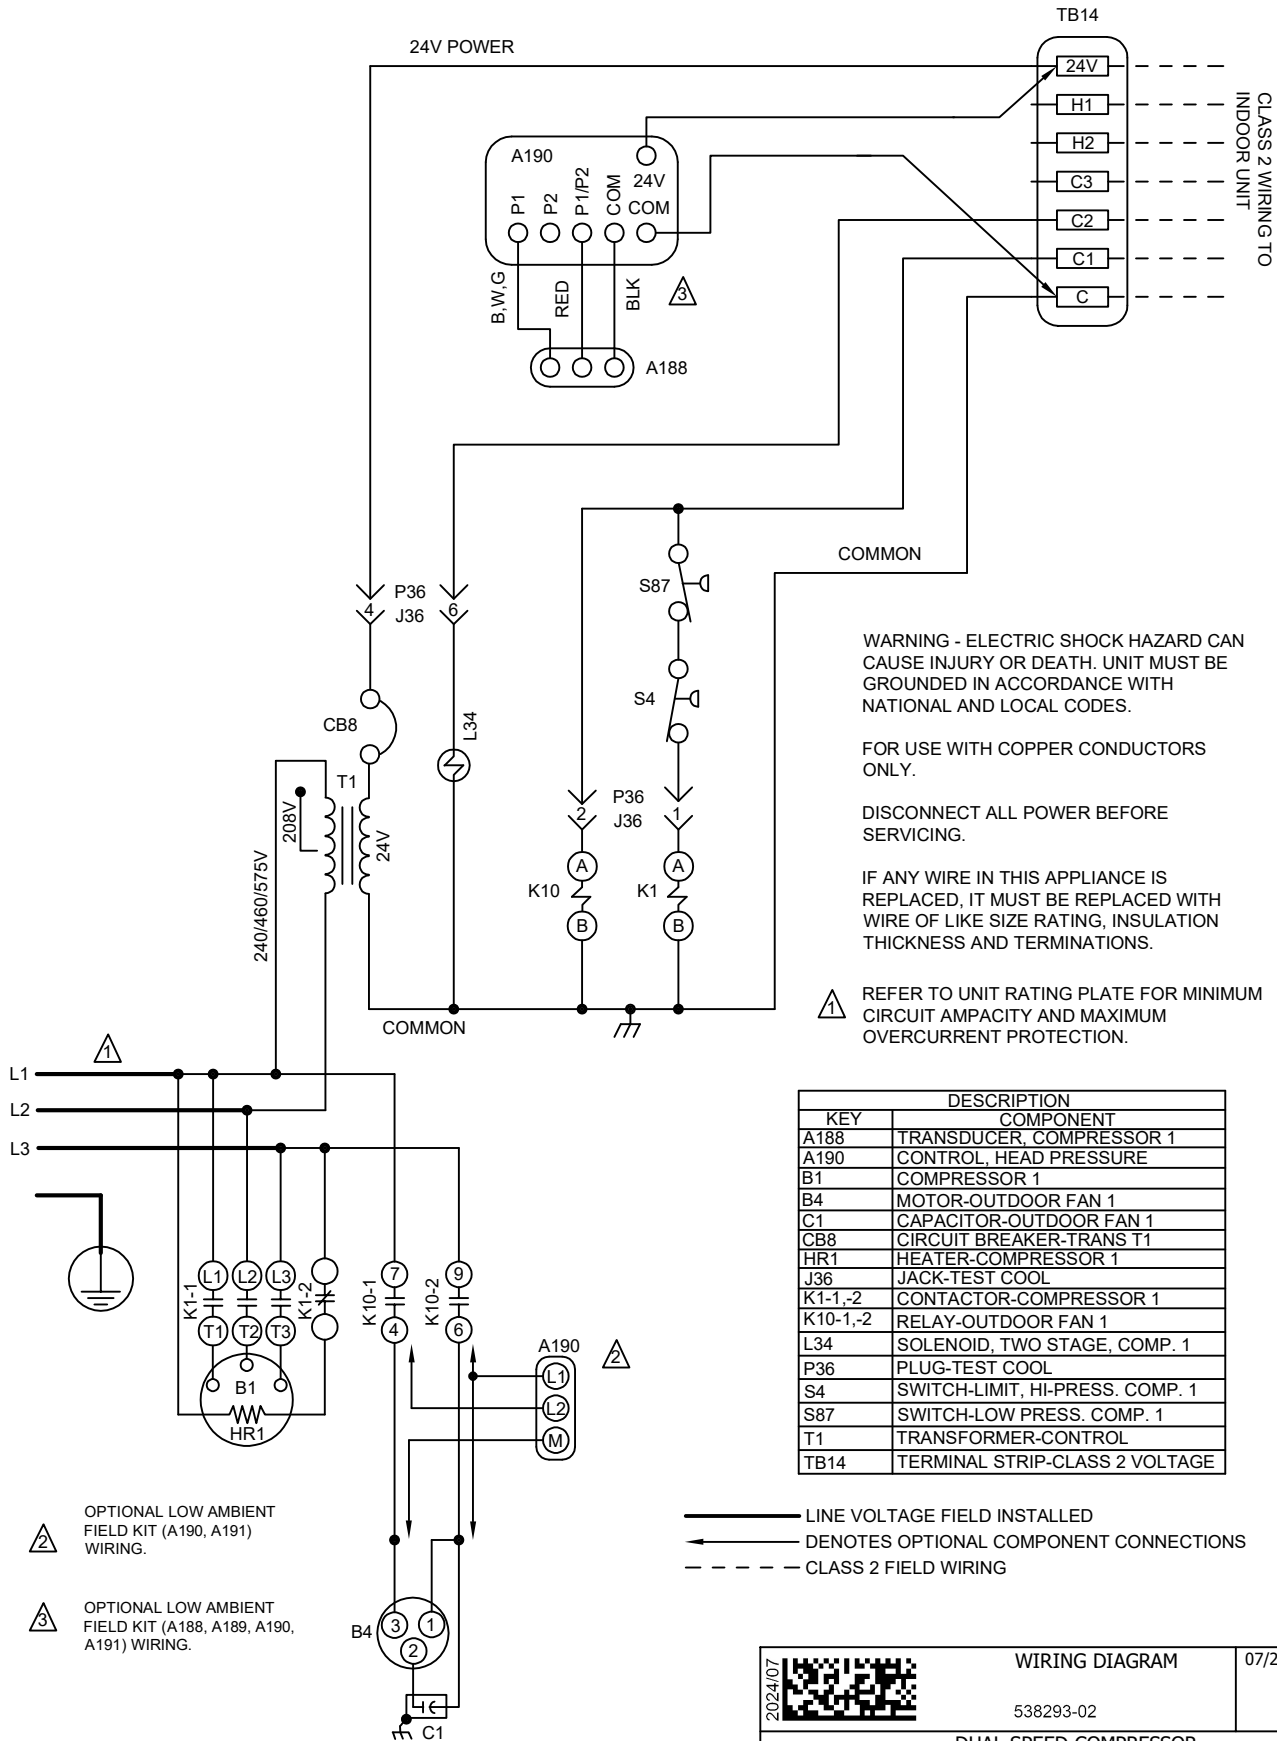 TB14
24V POWER
24V
H1
H2
C3
C2
C1
C
CLASS 2 WIRING TO
INDOOR UNIT
A190
24V
P1
P2
P1/P2
COM
COM
B,W,G
RED
BLK
3
A188
COMMON
S87
P36
4
J36
6
S4
CB8
L34
T1
208V
24V
240/460/575V
P36
2
J36
1
A
A
K10
K1
B
B
COMMON
WARNING - ELECTRIC SHOCK HAZARD CAN
CAUSE INJURY OR DEATH. UNIT MUST BE
GROUNDED IN ACCORDANCE WITH
NATIONAL AND LOCAL CODES.
FOR USE WITH COPPER CONDUCTORS
ONLY.
DISCONNECT ALL POWER BEFORE
SERVICING.
IF ANY WIRE IN THIS APPLIANCE IS
REPLACED, IT MUST BE REPLACED WITH
WIRE OF LIKE SIZE RATING, INSULATION
THICKNESS AND TERMINATIONS.
1
REFER TO UNIT RATING PLATE FOR MINIMUM
CIRCUIT AMPACITY AND MAXIMUM
OVERCURRENT PROTECTION.
1
L1
L2
L3
L1
L2
L3
K1-1
K1-2
T1
T2
T3
B1
HR1
7
9
K10-1
K10-2
4
6
A190
2
L1
L2
M
DESCRIPTION
KEY COMPONENT
A188 TRANSDUCER, COMPRESSOR 1
A190 CONTROL, HEAD PRESSURE
B1 COMPRESSOR 1
B4 MOTOR-OUTDOOR FAN 1
C1 CAPACITOR-OUTDOOR FAN 1
CB8 CIRCUIT BREAKER-TRANS T1
HR1 HEATER-COMPRESSOR 1
J36 JACK-TEST COOL
K1-1,-2 CONTACTOR-COMPRESSOR 1
K10-1,-2 RELAY-OUTDOOR FAN 1
L34 SOLENOID, TWO STAGE, COMP. 1
P36 PLUG-TEST COOL
S4 SWITCH-LIMIT, HI-PRESS. COMP. 1
S87 SWITCH-LOW PRESS. COMP. 1
T1 TRANSFORMER-CONTROL
TB14 TERMINAL STRIP-CLASS 2 VOLTAGE
2
OPTIONAL LOW AMBIENT
FIELD KIT (A190, A191)
WIRING.
3
OPTIONAL LOW AMBIENT
FIELD KIT (A188, A189, A190,
A191) WIRING.
LINE VOLTAGE FIELD INSTALLED
DENOTES OPTIONAL COMPONENT CONNECTIONS
CLASS 2 FIELD WIRING
B4
3
1
2
C1
2024/07
WIRING DIAGRAM
07/2
538293-02
DUAL SPEED COMPRESSOR